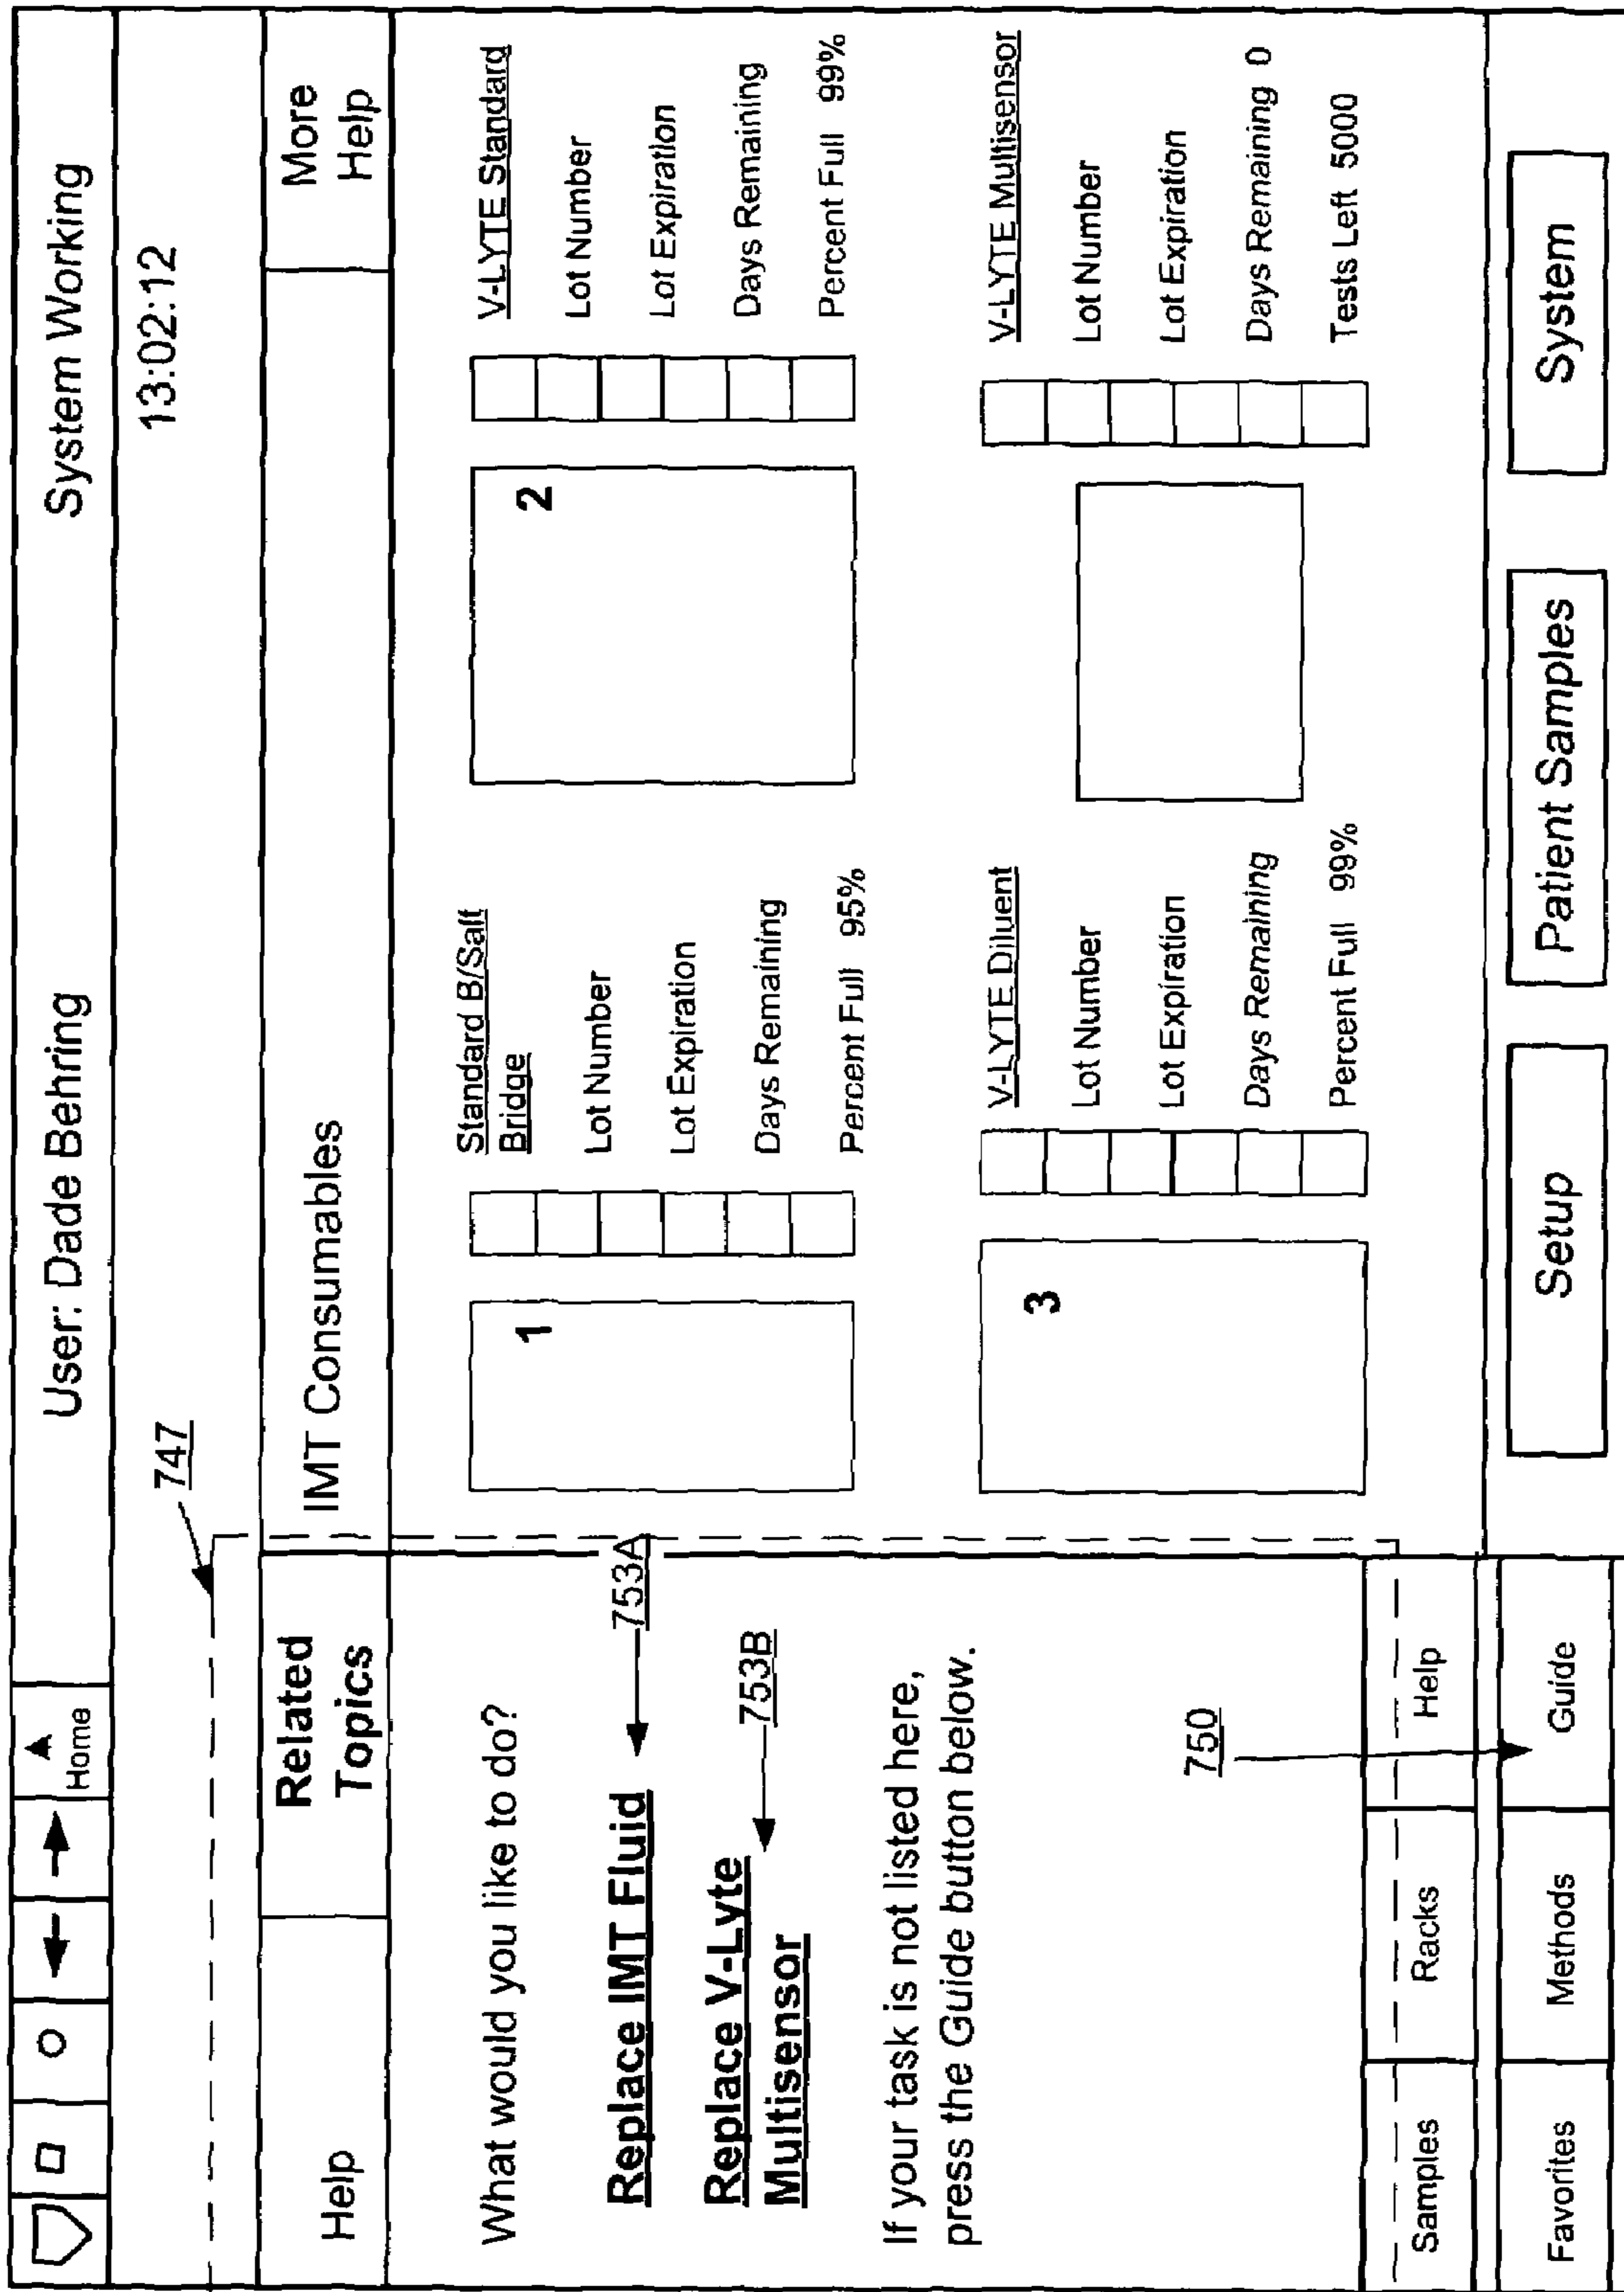 Home
User: Dade Behring
System Working
13:02:12
747
Help
Related
Topics
IMT Consumables
More
Help
What would you like to do?
Replace IMT Fluid
753A
Replace V-Lyte
Multisensor
753B
If your task is not listed here,
press the Guide button below.
750
1
Standard B/Salt
Bridge
Lot Number
Lot Expiration
Days Remaining
Percent Full 95%
2
V-LYTE Standard
Lot Number
Lot Expiration
Days Remaining
Percent Full 99%
3
V-LYTE Diluent
Lot Number
Lot Expiration
Days Remaining
Percent Full 99%
V-LYTE Multisensor
Lot Number
Lot Expiration
Days Remaining 0
Tests Left 5000
Samples
Racks
Help
Favorites
Methods
Guide
Setup
Patient Samples
System